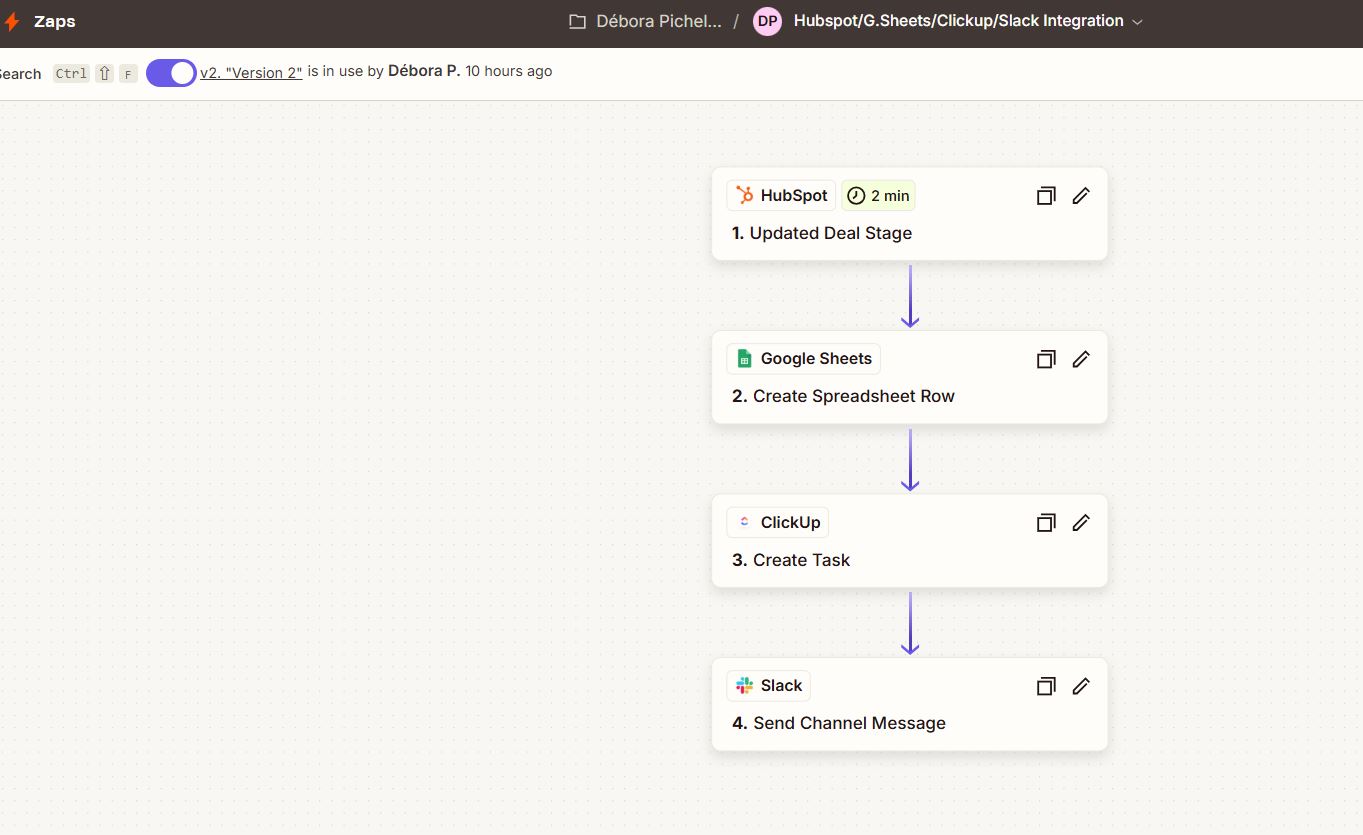 Zaps
Débora Pichel... / DP Hubspot/G.Sheets/Clickup/Slack Integration
Search Ctrl ⇧ F v2. "Version 2" is in use by Débora P. 10 hours ago
HubSpot 2 min
1. Updated Deal Stage
Google Sheets
2. Create Spreadsheet Row
ClickUp
3. Create Task
Slack
4. Send Channel Message